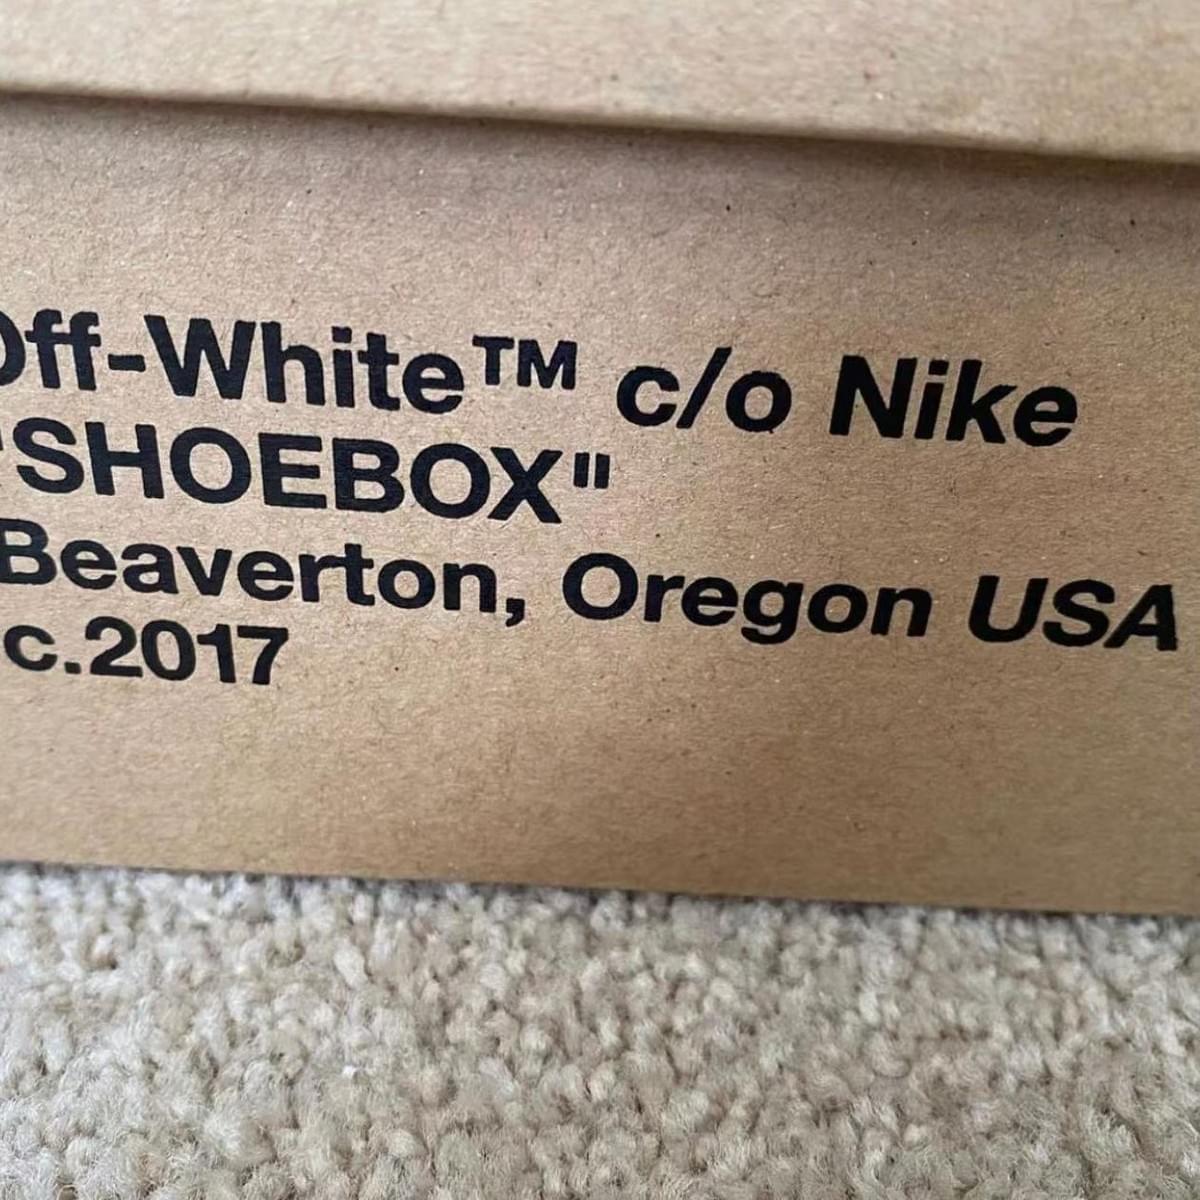 Off-White™ c/o Nike
"SHOEBOX"
Beaverton, Oregon USA
c.2017